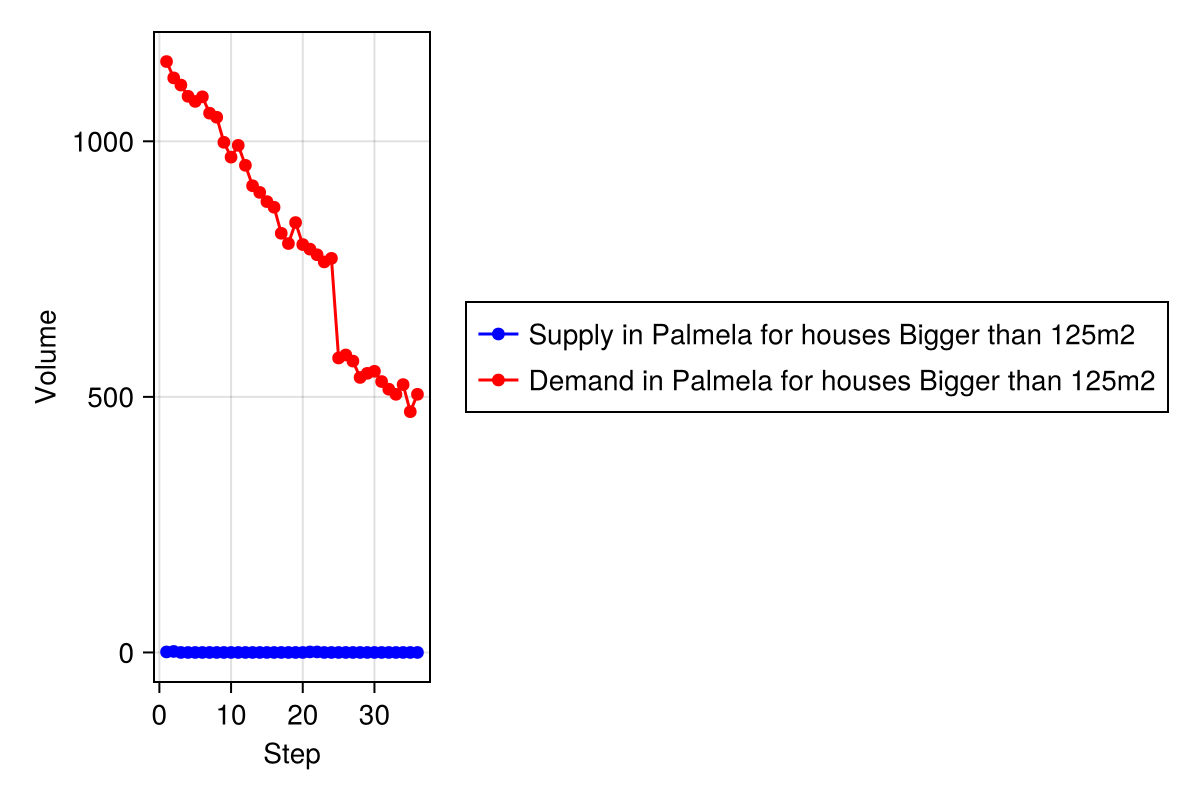 1000
500
0
0 10 20 30
Volume
Step
Supply in Palmela for houses Bigger than 125m2
Demand in Palmela for houses Bigger than 125m2